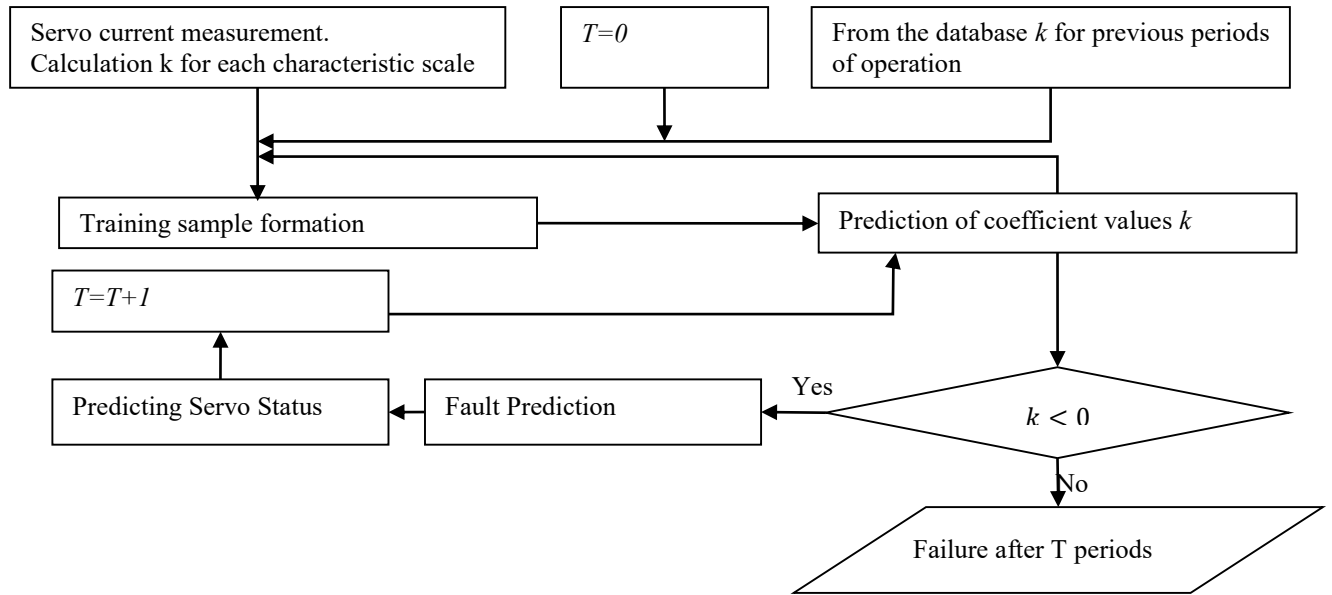 Servo current measurement.
Calculation k for each characteristic scale
T=0
From the database k for previous periods
of operation
Training sample formation
Prediction of coefficient values k
T=T+1
Predicting Servo Status
Fault Prediction
Yes
k < 0
No
Failure after T periods